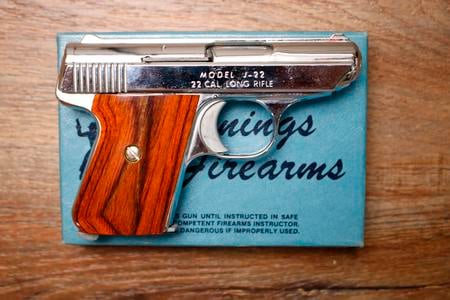 MODEL J-22
22 CAL. LONG RIFLE
nings
Firearms
GUN UNTIL INSTRUCTED IN SAFE
COMPETENT FIREARMS INSTRUCTOR.
DANGEROUS IF IMPROPERLY USED.